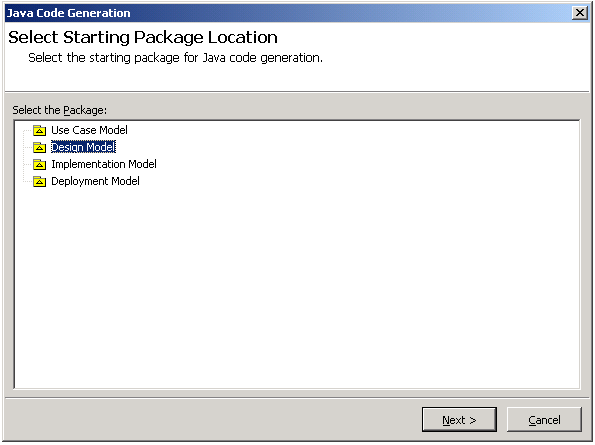 Java Code Generation
Select Starting Package Location
Select the starting package for Java code generation.
Select the Package:
Use Case Model
Design Model
Implementation Model
Deployment Model
Next >
Cancel